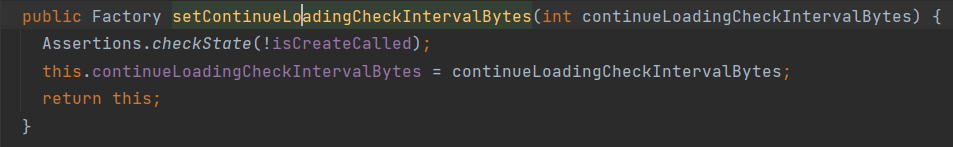 public Factory setContinueLoadingCheckIntervalBytes(int continueLoadingCheckIntervalBytes) {
Assertions.checkState(!isCreateCalled);
this.continueLoadingCheckIntervalBytes = continueLoadingCheckIntervalBytes;
return this;
}